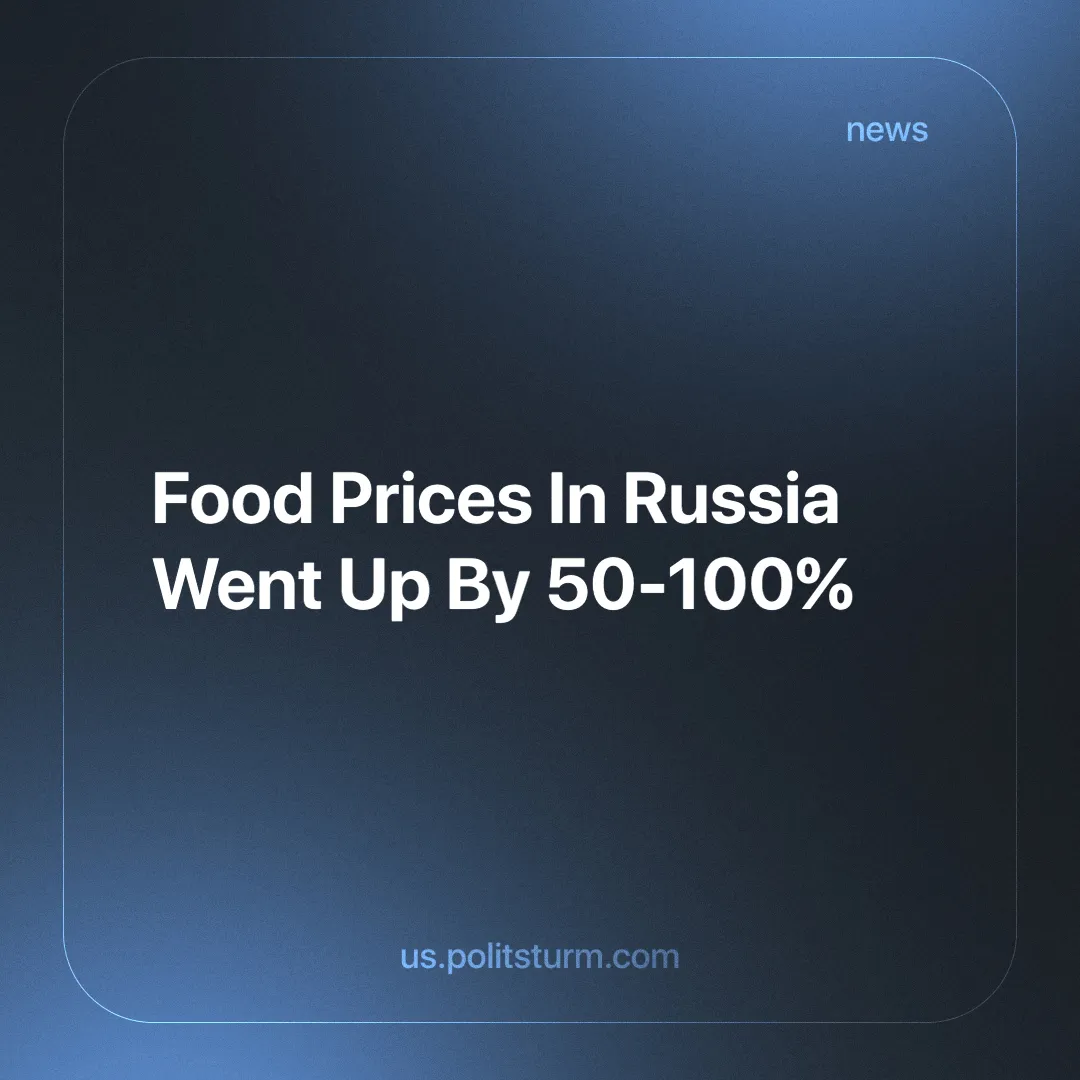 news
Food Prices In Russia
Went Up By 50-100%
us.politsturm.com